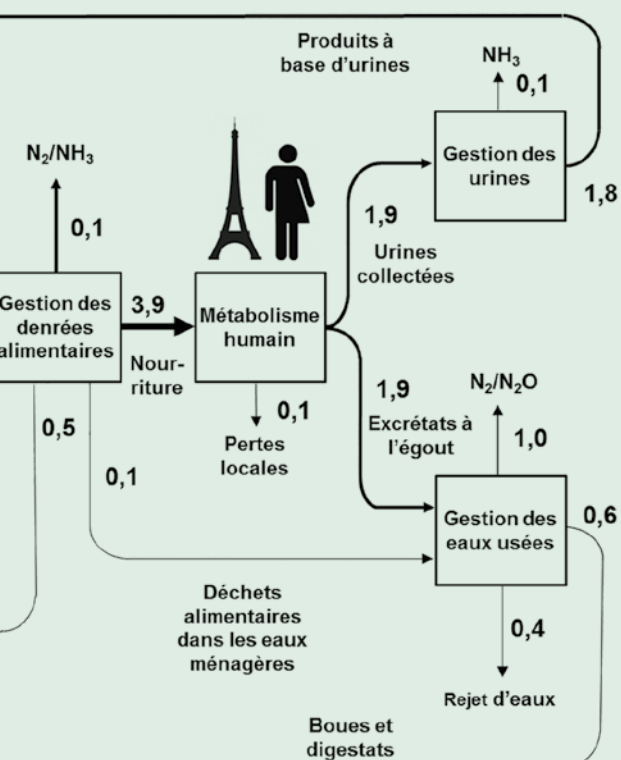 Produits à
base d'urines
NH₃
0,1
Gestion des
urines
1,8
N₂/NH₃
0,1
1,9
Urines
collectées
Gestion des
denrées
alimentaires
3,9
Nour-
riture
Métabolisme
humain
0,1
Pertes
locales
1,9
Excrétats à
l'égout
N₂/N₂O
1,0
0,5
0,1
Gestion des
eaux usées
0,6
0,4
Rejet d'eaux
Déchets
alimentaires
dans les eaux
ménagères
Boues et
digestats